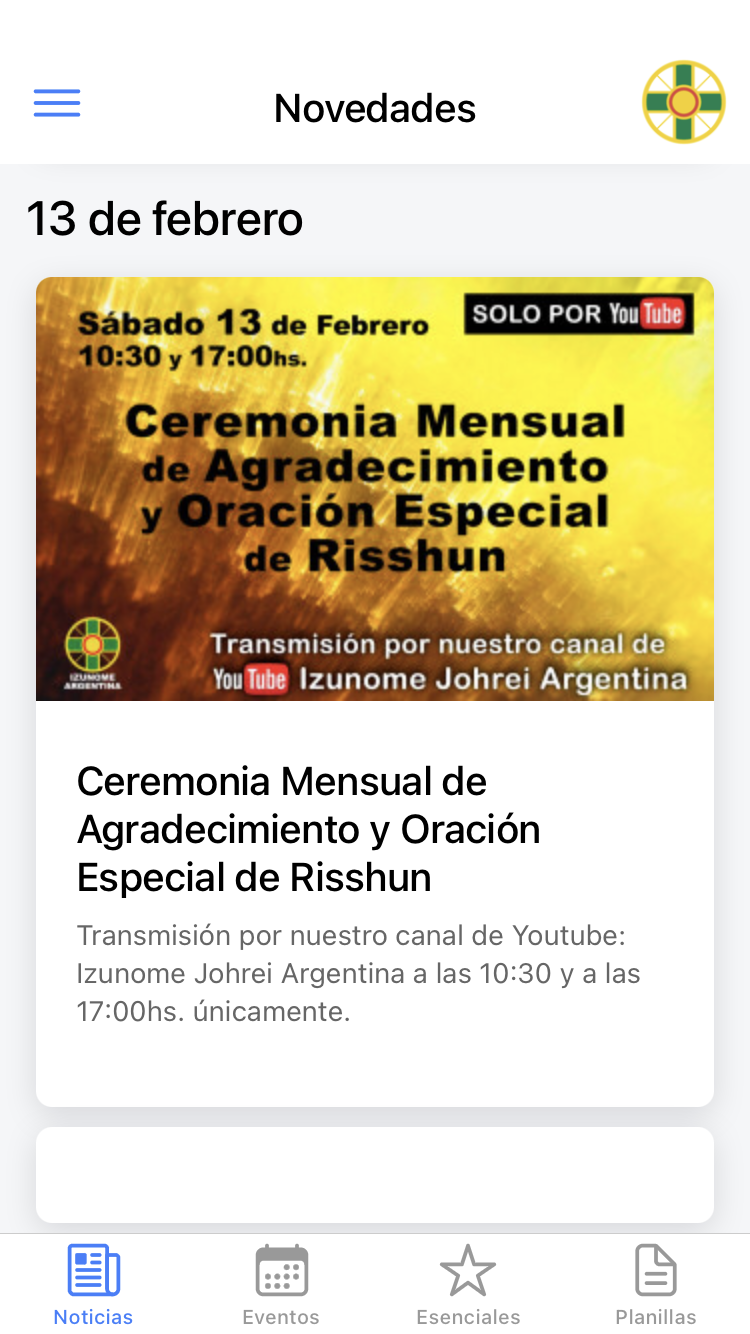 Novedades
13 de febrero
Sábado 13 de Febrero
SOLO POR YouTube
10:30 y 17:00hs.
Ceremonia Mensual
de Agradecimiento
y Oración Especial
de Risshun
IZUNOME
ARGENTINA
Transmisión por nuestro canal de
YouTube Izunome Johrei Argentina
Ceremonia Mensual de
Agradecimiento y Oración
Especial de Risshun
Transmisión por nuestro canal de Youtube:
Izunome Johrei Argentina a las 10:30 y a las
17:00hs. únicamente.
Noticias
Eventos
Esenciales
Planillas